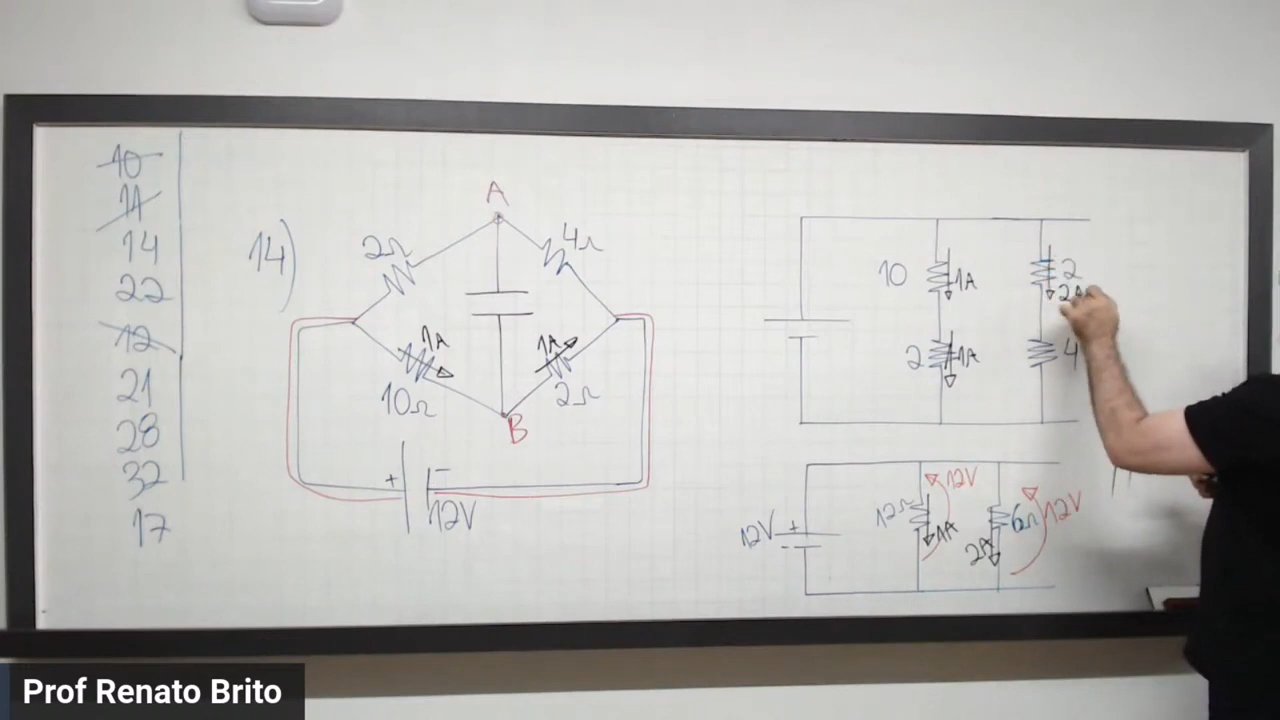 10
11
14
22
12
21
28
32
17
14)
A
2Ω
4Ω
1A
1A
10Ω
2Ω
B
+
-
12V
10
1A
2
2A
2
1A
4
12V
+
-
12Ω
12V
1A
6Ω
12V
2A
Prof Renato Brito